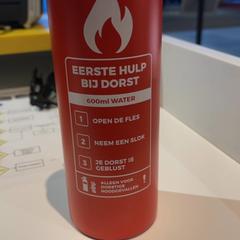 EERSTE HULP
BIJ DORST
600ml WATER
1 OPEN DE FLES
2 NEEM EEN SLOK
3 JE DORST IS
GEBLUST
ALLEEN VOOR
DORSTIGE
NOODGEVALLEN!